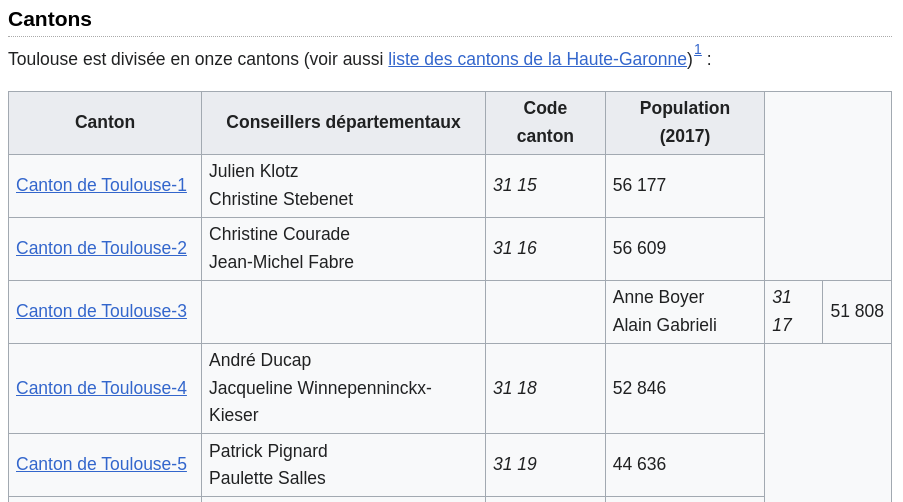 Cantons
Toulouse est divisée en onze cantons (voir aussi liste des cantons de la Haute-Garonne)1 :
Canton
Conseillers départementaux
Code
canton
Population
(2017)
Canton de Toulouse-1
Julien Klotz
Christine Stebenet
31 15
56 177
Canton de Toulouse-2
Christine Courade
Jean-Michel Fabre
31 16
56 609
Canton de Toulouse-3
Anne Boyer
Alain Gabrieli
31
17
51 808
Canton de Toulouse-4
André Ducap
Jacqueline Winnepenninckx-
Kieser
31 18
52 846
Canton de Toulouse-5
Patrick Pignard
Paulette Salles
31 19
44 636